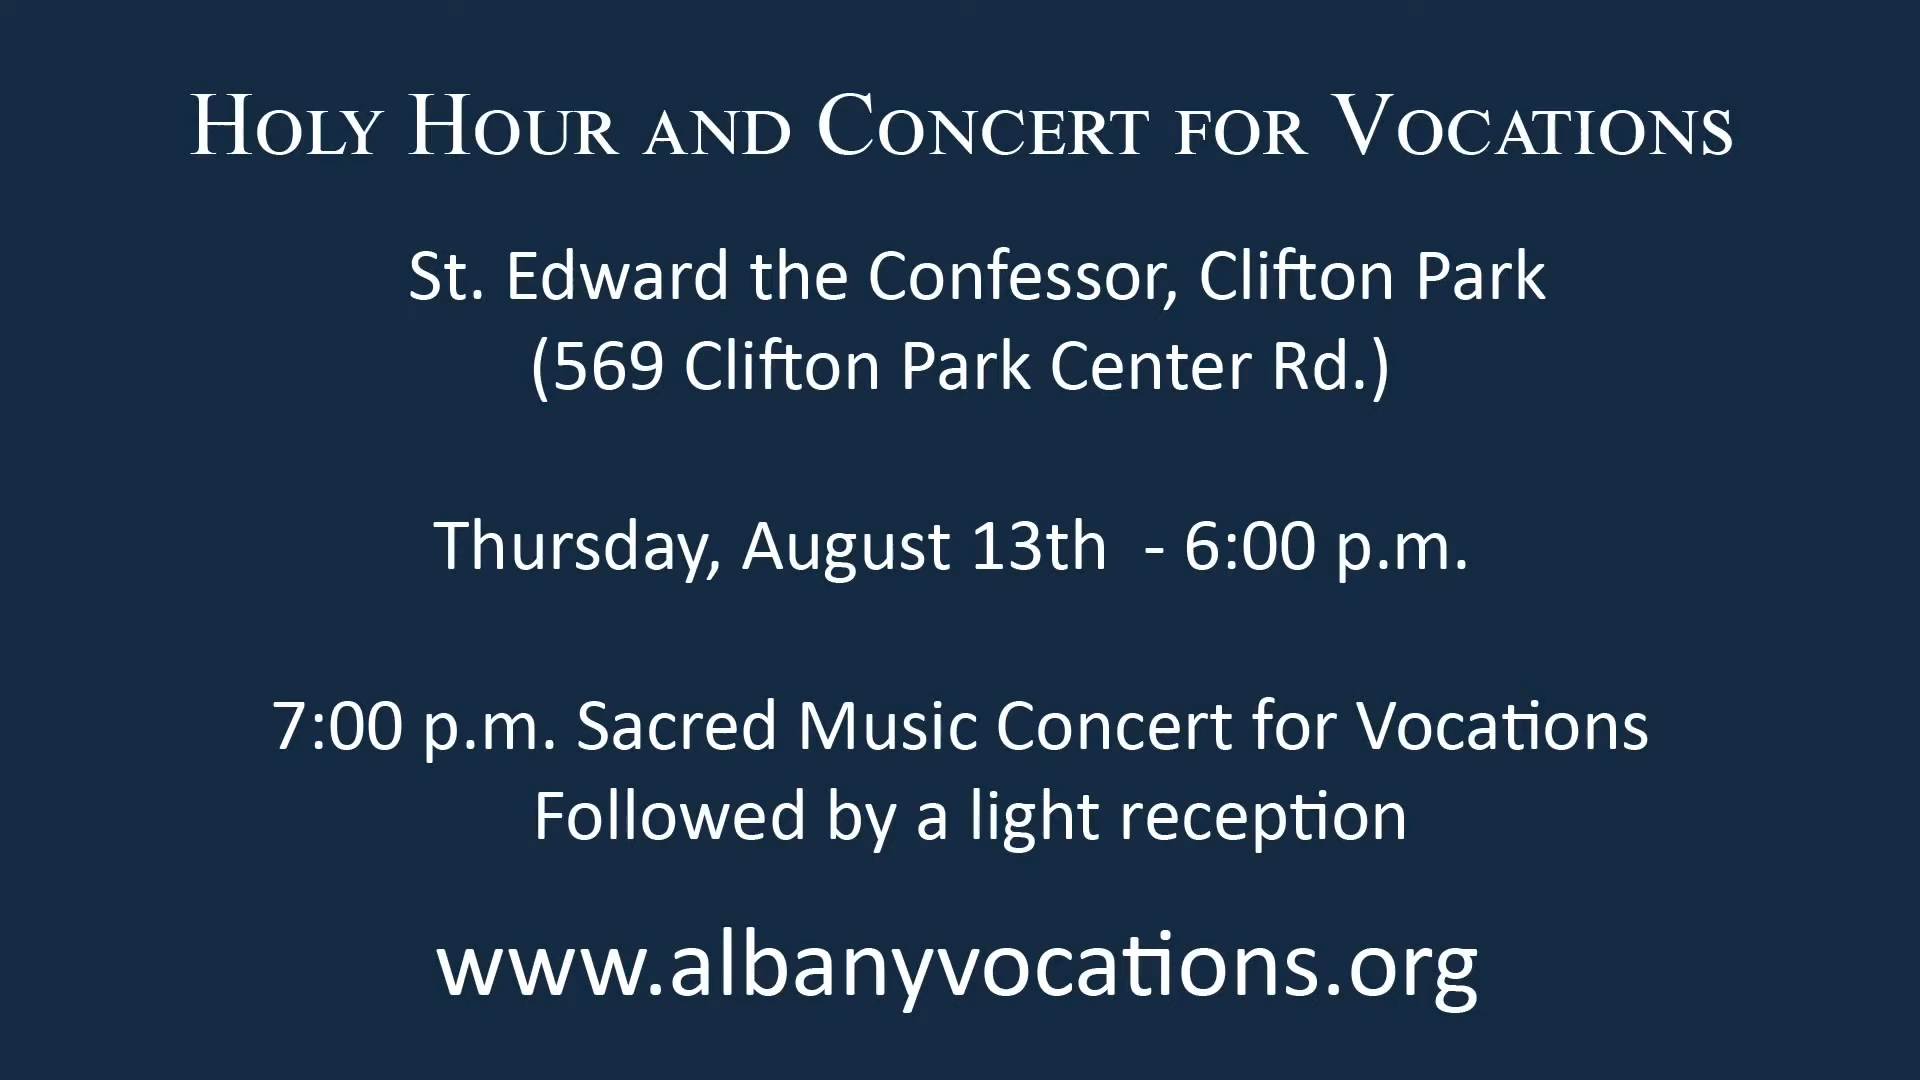 Holy Hour and Concert for Vocations
St. Edward the Confessor, Clifton Park
(569 Clifton Park Center Rd.)
Thursday, August 13th - 6:00 p.m.
7:00 p.m. Sacred Music Concert for Vocations
Followed by a light reception
www.albanyvocations.org